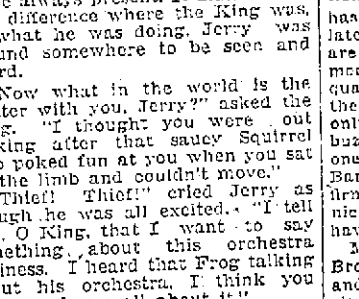 difference where the King was,
what he was doing, Jerry was
und somewhere to be seen and
rd.
Now what in the world is the
ter with you, Jerry?" asked the
g. "I thought you were out
king after that saucy Squirrel
o poked fun at you when you sat
the limb and couldn't move."
Thief! Thief!" cried Jerry as
ugh he was all excited. "I tell
, O King, that I want to say
mething about this orchestra
iness. I heard that Frog talking
ut his orchestra, I think you
has
late
are
qua
the
onl
buz
one
Bar
firm
nic
hav
M
Bro
and